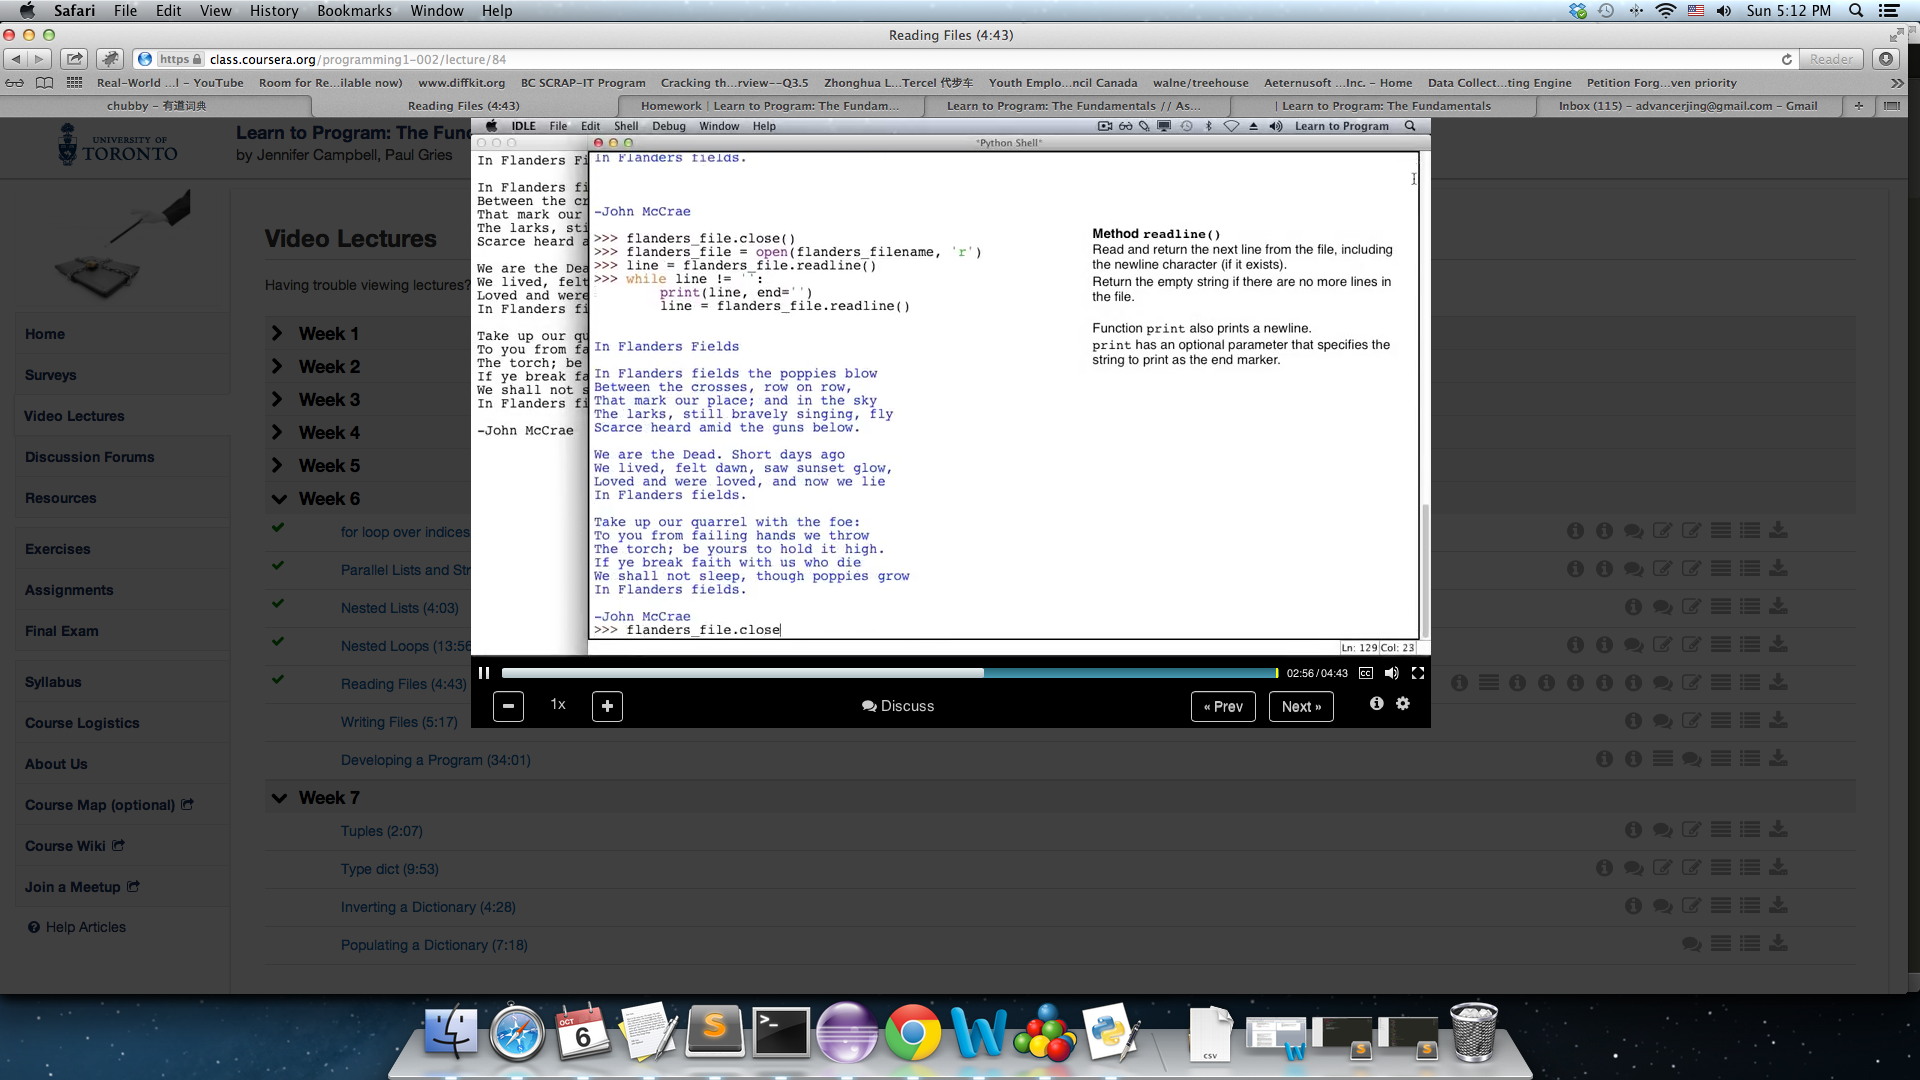 Safari File Edit View History Bookmarks Window Help Sun 5:12 PM
Reading Files (4:43)
https class.coursera.org/programming1-002/lecture/84 Reader
Real-World ...l - YouTube Room for Re...ilable now) www.diffkit.org BC SCRAP-IT Program Cracking th...rview--Q3.5 Zhonghua L...Tercel 代步车 Youth Emplo...ncil Canada walne/treehouse Aeternusoft ...Inc. - Home Data Collect...ting Engine Petition Forg...ven priority
chubby - 有道词典 Reading Files (4:43) Homework | Learn to Program: The Fundam... Learn to Program: The Fundamentals // As... | Learn to Program: The Fundamentals Inbox (115) - advancerjing@gmail.com - Gmail
UNIVERSITY OF
TORONTO
Learn to Program: The Fun
by Jennifer Campbell, Paul Gries
Home
Surveys
Video Lectures
Discussion Forums
Resources
Exercises
Assignments
Final Exam
Syllabus
Course Logistics
About Us
Course Map (optional)
Course Wiki
Join a Meetup
Help Articles
Video Lectures
Having trouble viewing lectures?
Week 1
Week 2
Week 3
Week 4
Week 5
Week 6
for loop over indices
Parallel Lists and Str
Nested Lists (4:03)
Nested Loops (13:56
Reading Files (4:43)
Writing Files (5:17)
Developing a Program (34:01)
Week 7
Tuples (2:07)
Type dict (9:53)
Inverting a Dictionary (4:28)
Populating a Dictionary (7:18)
IDLE File Edit Shell Debug Window Help Learn to Program
*Python Shell*
In Flanders Fi
In Flanders fi
Between the cr
That mark our
The larks, sti
Scarce heard a
We are the Dea
We lived, felt
Loved and were
In Flanders fi
Take up our qu
To you from fa
The torch; be
If ye break fa
We shall not s
In Flanders fi
-John McCrae
In Flanders fields.
-John McCrae
>>> flanders_file.close()
>>> flanders_file = open(flanders_filename, 'r')
>>> line = flanders_file.readline()
>>> while line != '':
print(line, end='')
line = flanders_file.readline()
In Flanders Fields
In Flanders fields the poppies blow
Between the crosses, row on row,
That mark our place; and in the sky
The larks, still bravely singing, fly
Scarce heard amid the guns below.
We are the Dead. Short days ago
We lived, felt dawn, saw sunset glow,
Loved and were loved, and now we lie
In Flanders fields.
Take up our quarrel with the foe:
To you from failing hands we throw
The torch; be yours to hold it high.
If ye break faith with us who die
We shall not sleep, though poppies grow
In Flanders fields.
-John McCrae
>>> flanders_file.close
Method readline()
Read and return the next line from the file, including
the newline character (if it exists).
Return the empty string if there are no more lines in
the file.
Function print also prints a newline.
print has an optional parameter that specifies the
string to print as the end marker.
Ln: 129 Col: 23
02:56 / 04:43 CC
1x Discuss « Prev Next »
OCT
6
CSV